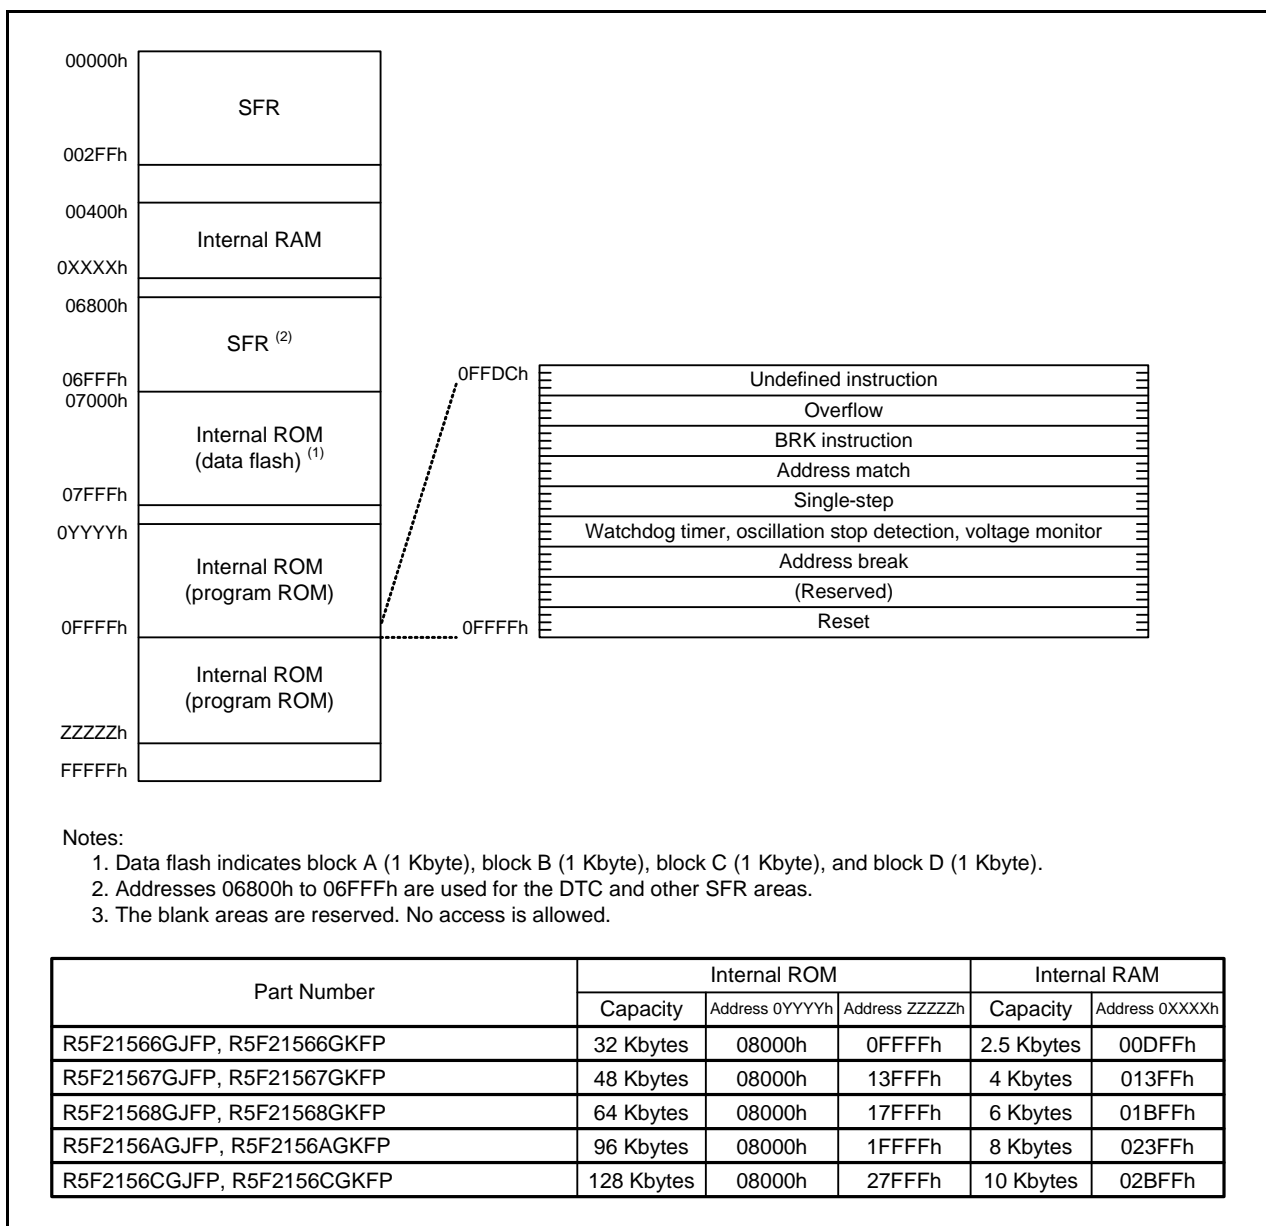 00000h
SFR
002FFh
00400h
Internal RAM
0XXXXh
06800h
SFR (2)
06FFFh
07000h
Internal ROM
(data flash) (1)
07FFFh
0YYYYh
Internal ROM
(program ROM)
0FFFFh
Internal ROM
(program ROM)
ZZZZZh
FFFFFh
0FFDCh
Undefined instruction
Overflow
BRK instruction
Address match
Single-step
Watchdog timer, oscillation stop detection, voltage monitor
Address break
(Reserved)
0FFFFh
Reset
Notes:
1. Data flash indicates block A (1 Kbyte), block B (1 Kbyte), block C (1 Kbyte), and block D (1 Kbyte).
2. Addresses 06800h to 06FFFh are used for the DTC and other SFR areas.
3. The blank areas are reserved. No access is allowed.
Part Number Internal ROM Internal RAM
Capacity Address 0YYYYh Address ZZZZZh Capacity Address 0XXXXh
R5F21566GJFP, R5F21566GKFP 32 Kbytes 08000h 0FFFFh 2.5 Kbytes 00DFFh
R5F21567GJFP, R5F21567GKFP 48 Kbytes 08000h 13FFFh 4 Kbytes 013FFh
R5F21568GJFP, R5F21568GKFP 64 Kbytes 08000h 17FFFh 6 Kbytes 01BFFh
R5F2156AGJFP, R5F2156AGKFP 96 Kbytes 08000h 1FFFFh 8 Kbytes 023FFh
R5F2156CGJFP, R5F2156CGKFP 128 Kbytes 08000h 27FFFh 10 Kbytes 02BFFh